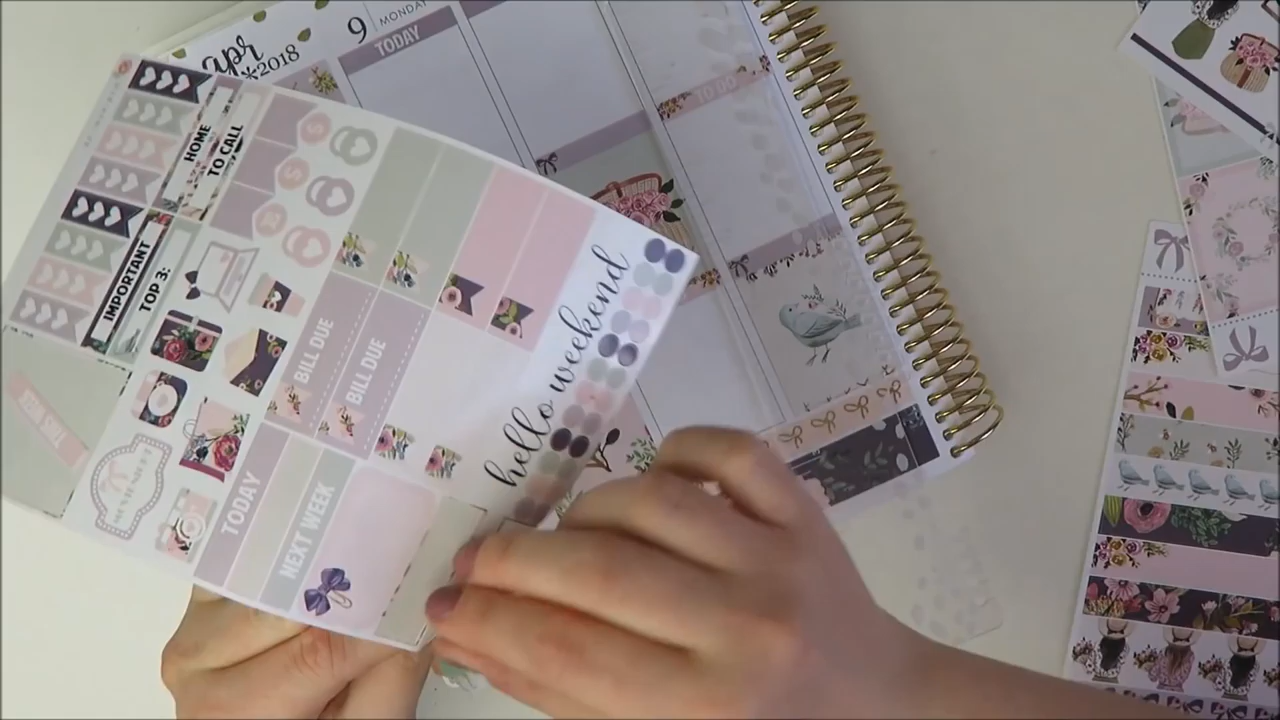 apr
*2018
9
MONDAY
TODAY
TO DO
HOME
TO CALL
IMPORTANT
TOP 3:
BILL DUE
BILL DUE
hello weekend
TODAY
NEXT WEEK